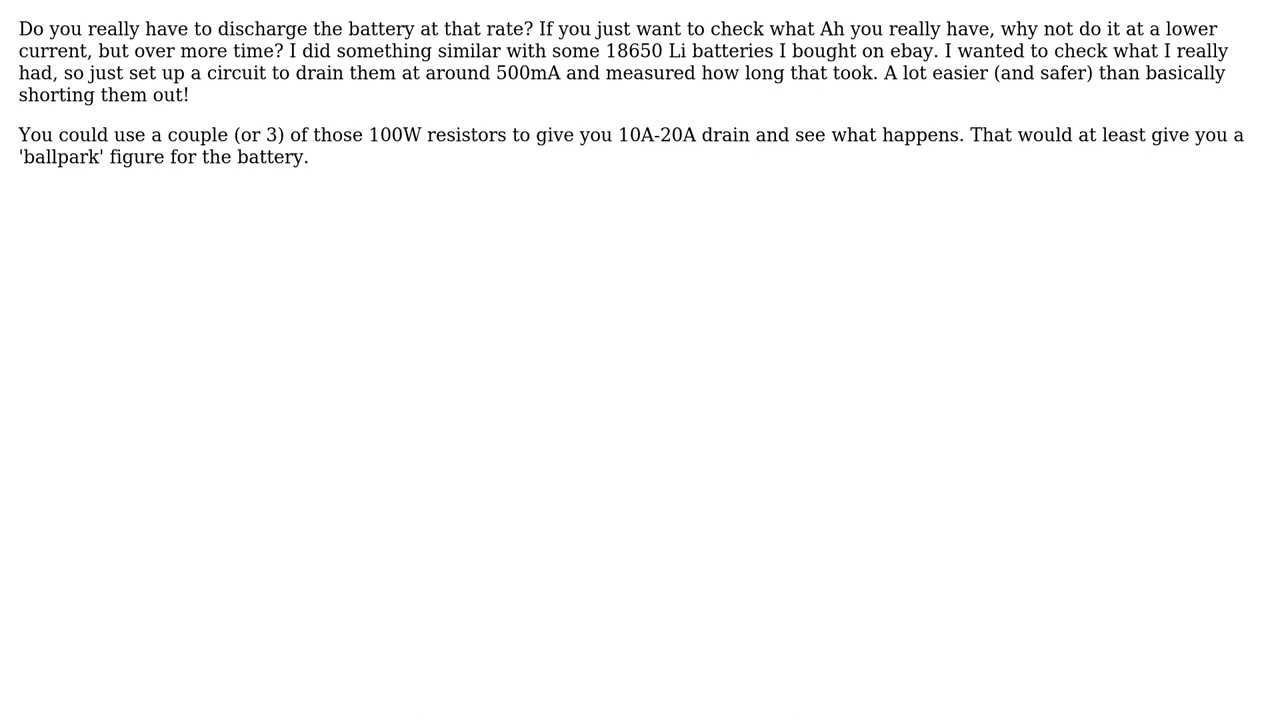 Do you really have to discharge the battery at that rate? If you just want to check what Ah you really have, why not do it at a lower
current, but over more time? I did something similar with some 18650 Li batteries I bought on ebay. I wanted to check what I really
had, so just set up a circuit to drain them at around 500mA and measured how long that took. A lot easier (and safer) than basically
shorting them out!
You could use a couple (or 3) of those 100W resistors to give you 10A-20A drain and see what happens. That would at least give you a
'ballpark' figure for the battery.